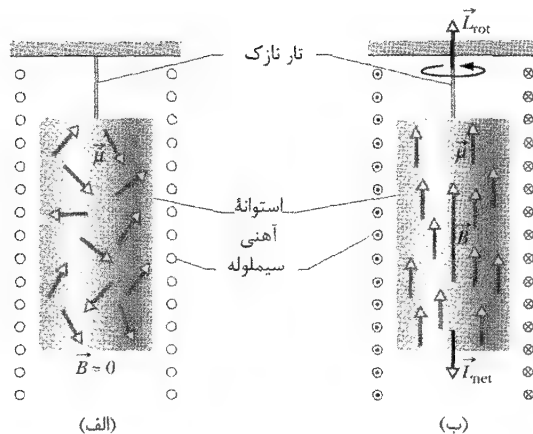 L⃗rot
تار نازک
μ⃗
μ⃗
استوانهٔ
آهنی
سیملوله
B⃗
B⃗ = 0
L⃗net
(الف)
(ب)